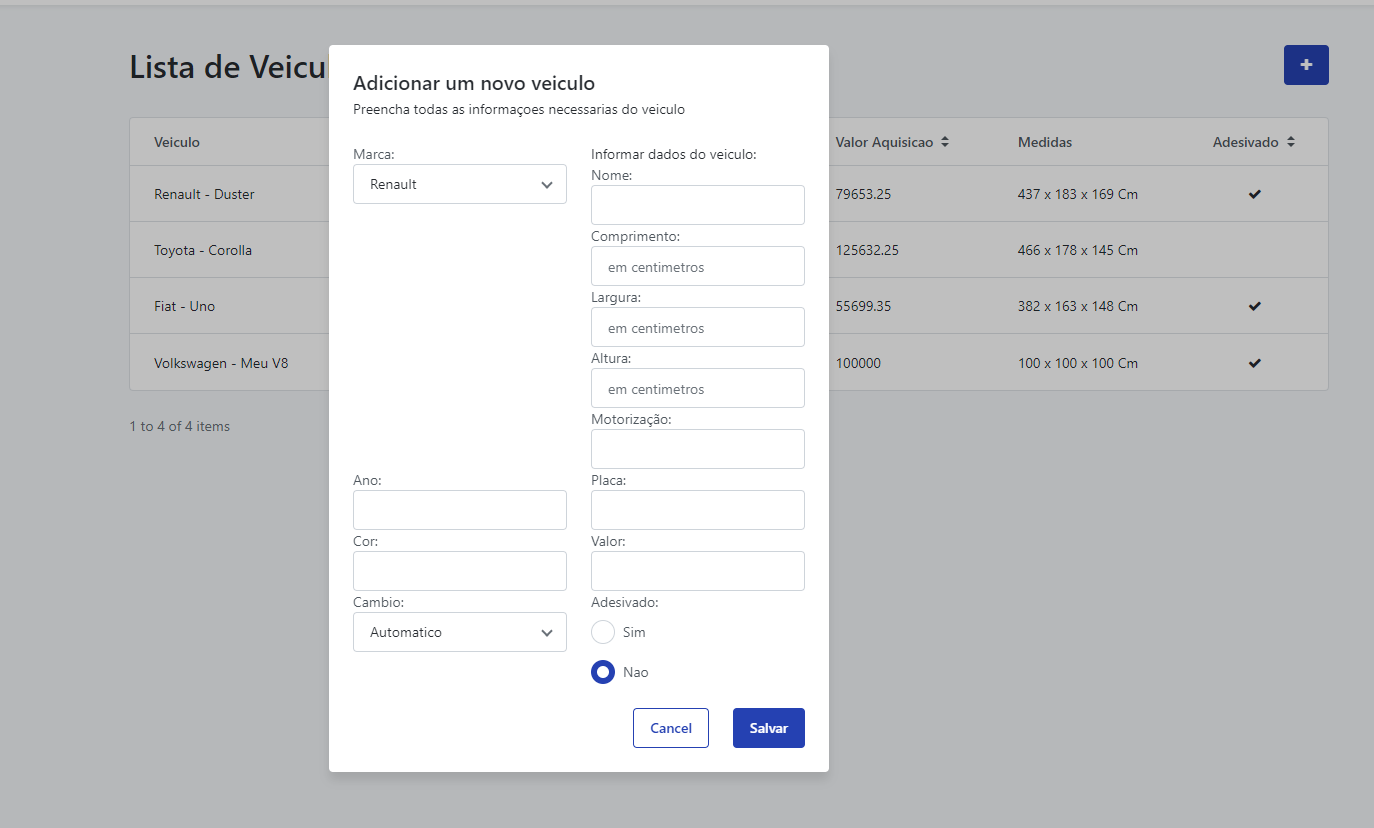 Lista de Veicu
+
Adicionar um novo veiculo
Preencha todas as informaçoes necessarias do veiculo
Veiculo
Valor Aquisicao
Medidas
Adesivado
Renault - Duster
79653.25
437 x 183 x 169 Cm
Toyota - Corolla
125632.25
466 x 178 x 145 Cm
Fiat - Uno
55699.35
382 x 163 x 148 Cm
Volkswagen - Meu V8
100000
100 x 100 x 100 Cm
1 to 4 of 4 items
Marca:
Renault
Informar dados do veiculo:
Nome:
Comprimento:
em centimetros
Largura:
em centimetros
Altura:
em centimetros
Motorização:
Ano:
Placa:
Cor:
Valor:
Cambio:
Automatico
Adesivado:
Sim
Nao
Cancel
Salvar